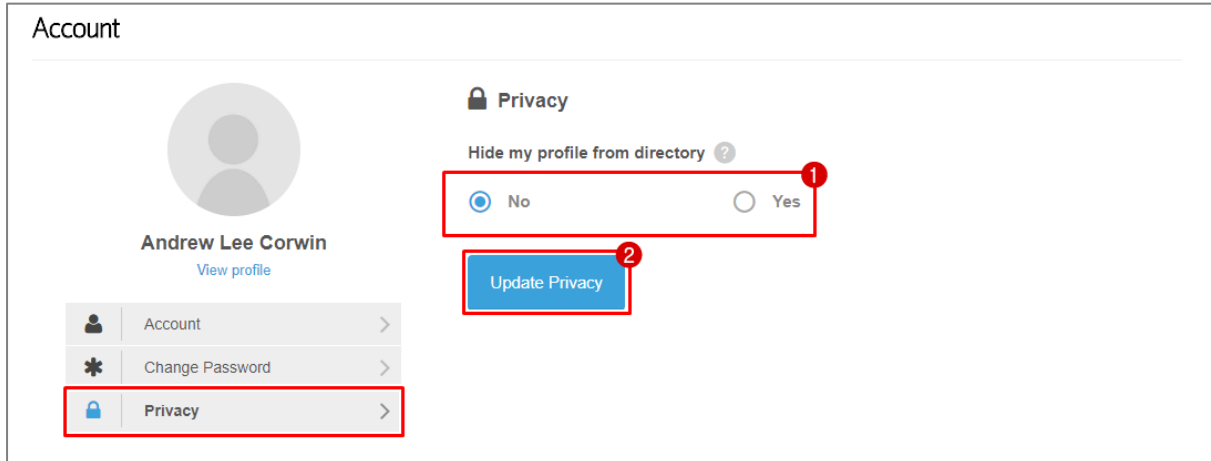 Account
Andrew Lee Corwin
View profile
Account
Change Password
Privacy
Privacy
Hide my profile from directory ?
1
No Yes
2
Update Privacy